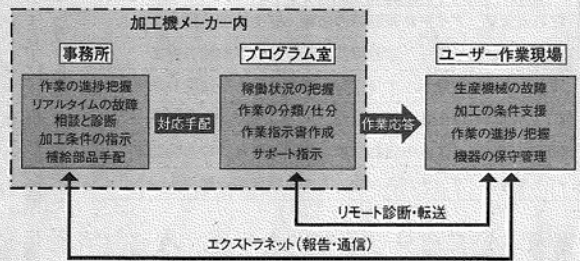 加工機メーカー内
事務所
作業の進捗把握
リアルタイムの故障
相談と診断
加工条件の指示
補給部品手配
対応手配
プログラム室
稼働状況の把握
作業の分類/仕分
作業指示書作成
サポート指示
作業応答
ユーザー作業現場
生産機械の故障
加工の条件支援
作業の進捗/把握
機器の保守管理
リモート診断・転送
エクストラネット(報告・通信)